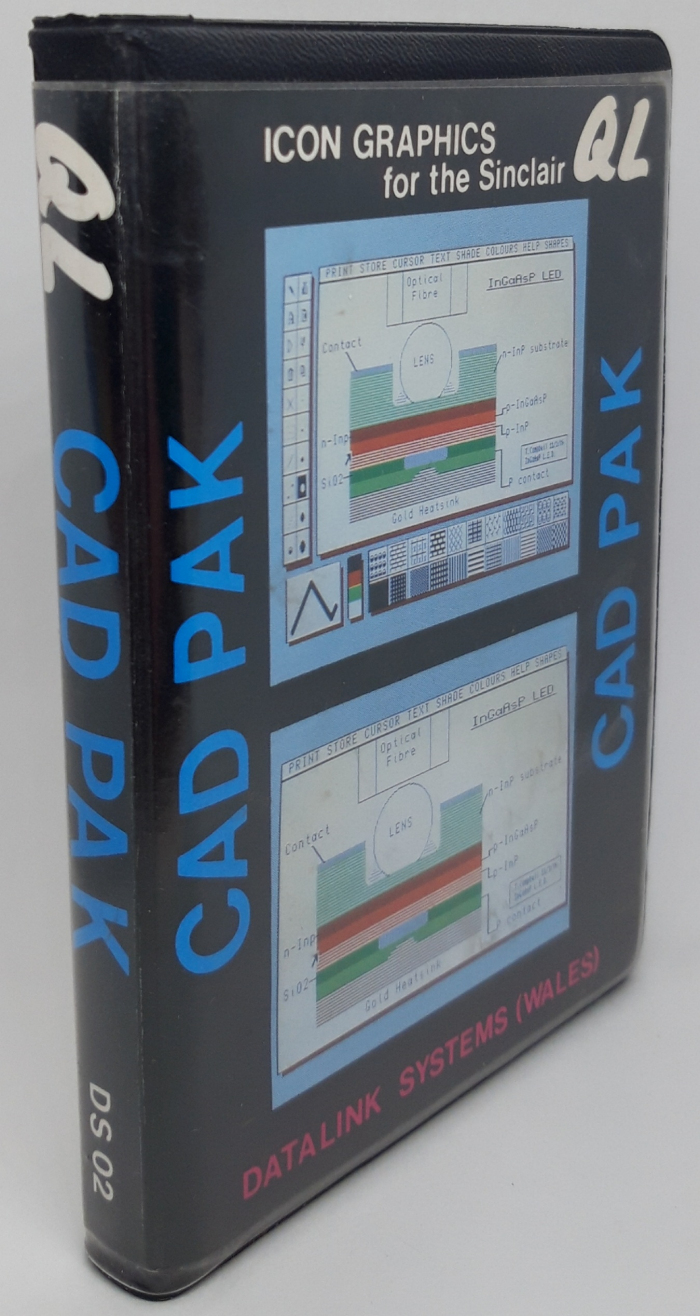 QL
CAD PAK
DS 02
ICON GRAPHICS
for the Sinclair QL
CAD PAK
PRINT STORE CURSOR TEXT SHADE COLOURS HELP SHAPES
Optical
Fibre
InGaAsP LED
Contact
LENS
n-InP substrate
p-InGaAsP
p-InP
n-InP
SiO2
P contact
Gold Heatsink
CAD PAK
PRINT STORE CURSOR TEXT SHADE COLOURS HELP SHAPES
Optical
Fibre
InGaAsP LED
n-InP substrate
LENS
Contact
p-InGaAsP
p-InP
n-InP
SiO2
P contact
Gold Heatsink
DATALINK SYSTEMS (WALES)